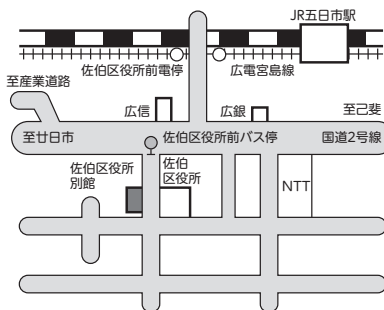 JR五日市駅
佐伯区役所前電停
広電宮島線
至産業道路
広信
広銀
至己斐
至廿日市
佐伯区役所前バス停
国道2号線
佐伯区役所
別館
佐伯
区役所
NTT